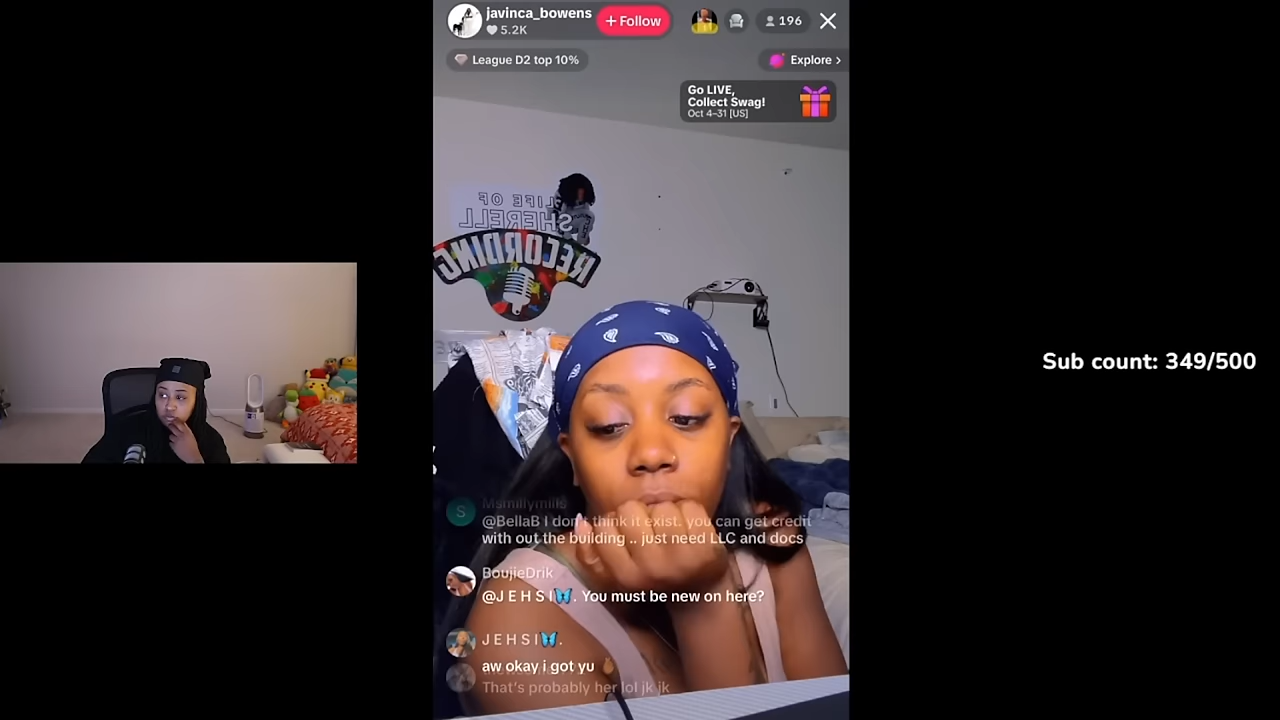 javinca_bowens
5.2K
+ Follow
196
League D2 top 10%
Explore >
Go LIVE,
Collect Swag!
Oct 4–31 [US]
LIFE OF
SHERELL
RECORDING
Sub count: 349/500
Msmillymills
@BellaB I don't think it exist. you can get credit
with out the building .. just need LLC and docs
BoujieDrik
@J E H S I🦋. You must be new on here?
J E H S I🦋.
aw okay i got yu
That's probably her lol jk jk